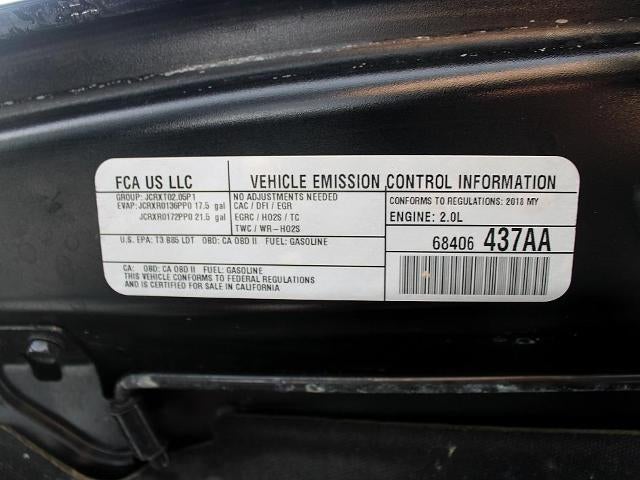 FCA US LLC
GROUP: JCRXT02.05P1
EVAP: JCRXR0136PP0 17.5 gal
JCRXR0172PP0 21.5 gal
VEHICLE EMISSION CONTROL INFORMATION
NO ADJUSTMENTS NEEDED
CAC / DFI / EGR
EGRC / HO2S / TC
TWC / WR-HO2S
CONFORMS TO REGULATIONS: 2018 MY
ENGINE: 2.0L
U.S. EPA: T3 B85 LDT OBD: CA OBD II FUEL: GASOLINE
68406 437AA
CA: OBD: CA OBD II FUEL: GASOLINE
THIS VEHICLE CONFORMS TO FEDERAL REGULATIONS
AND IS CERTIFIED FOR SALE IN CALIFORNIA